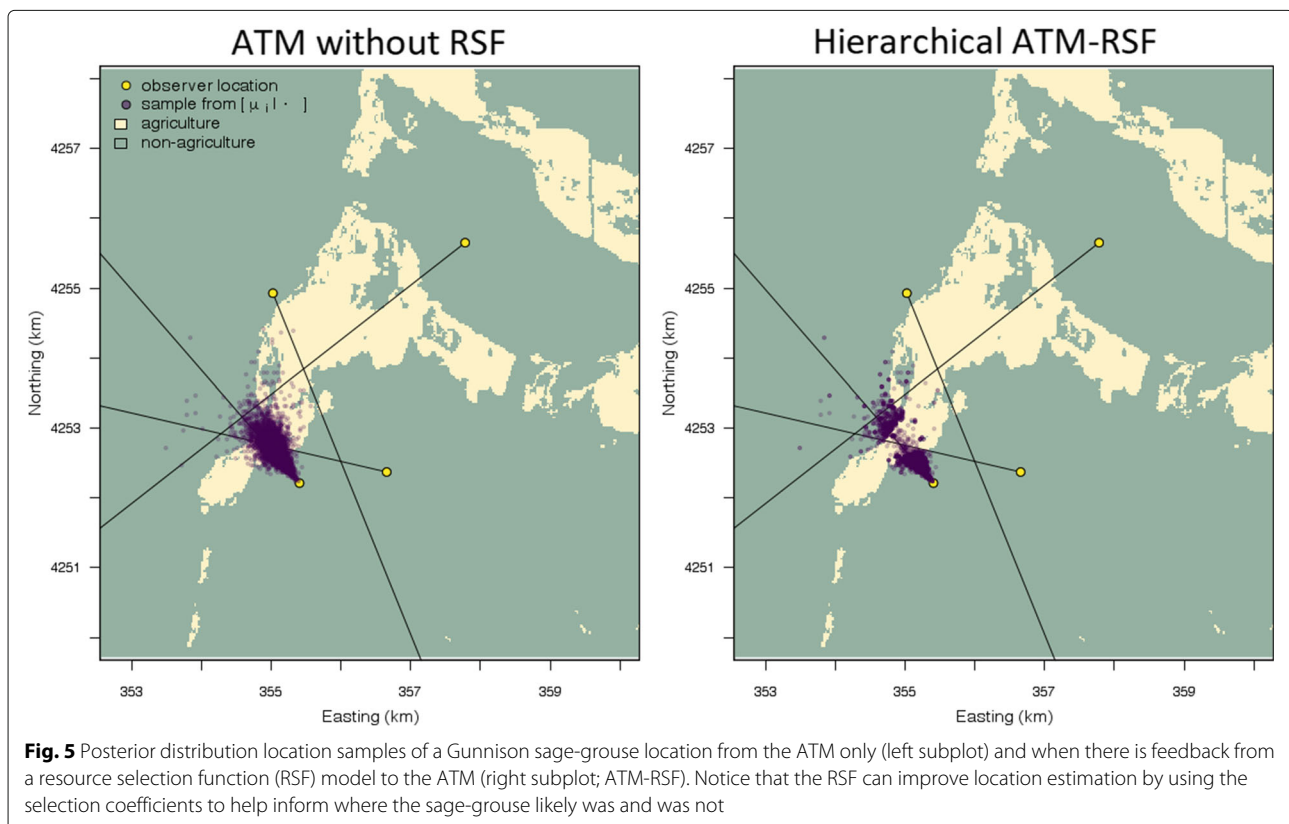 ATM without RSF
Hierarchical ATM-RSF
observer location
sample from [ μ i | · ]
agriculture
non-agriculture
4257
4255
4253
4251
Northing (km)
353 355 357 359
Easting (km)
4257
4255
4253
4251
Northing (km)
353 355 357 359
Easting (km)
Fig. 5 Posterior distribution location samples of a Gunnison sage-grouse location from the ATM only (left subplot) and when there is feedback from
a resource selection function (RSF) model to the ATM (right subplot; ATM-RSF). Notice that the RSF can improve location estimation by using the
selection coefficients to help inform where the sage-grouse likely was and was not